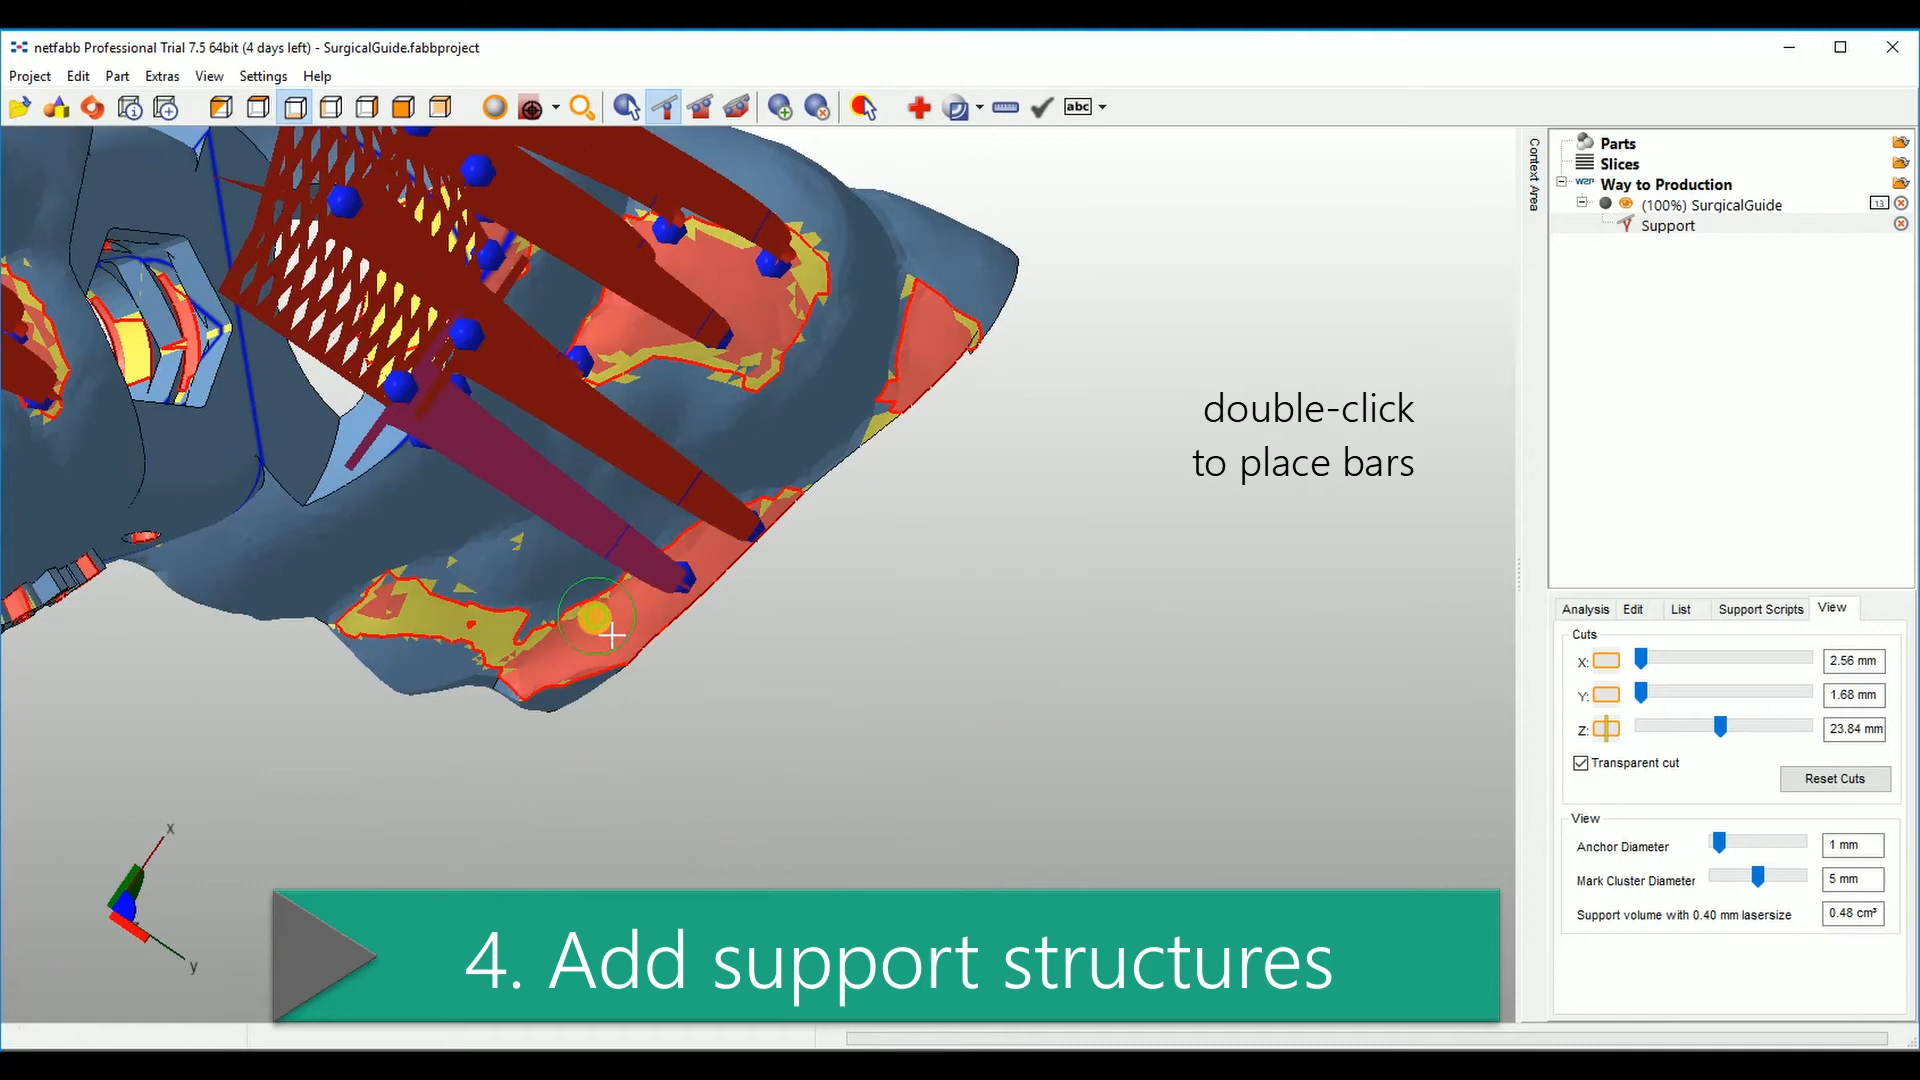 netfabb Professional Trial 7.5 64bit (4 days left) - SurgicalGuide.fabbproject
Project Edit Part Extras View Settings Help
abc
Context Area
Parts
Slices
W2P Way to Production
(100%) SurgicalGuide 13
Support
double-click
to place bars
Analysis Edit List Support Scripts View
Cuts
X: 2.56 mm
Y: 1.68 mm
Z: 23.84 mm
Transparent cut
Reset Cuts
View
Anchor Diameter 1 mm
Mark Cluster Diameter 5 mm
Support volume with 0.40 mm lasersize 0.48 cm³
x
y
4. Add support structures